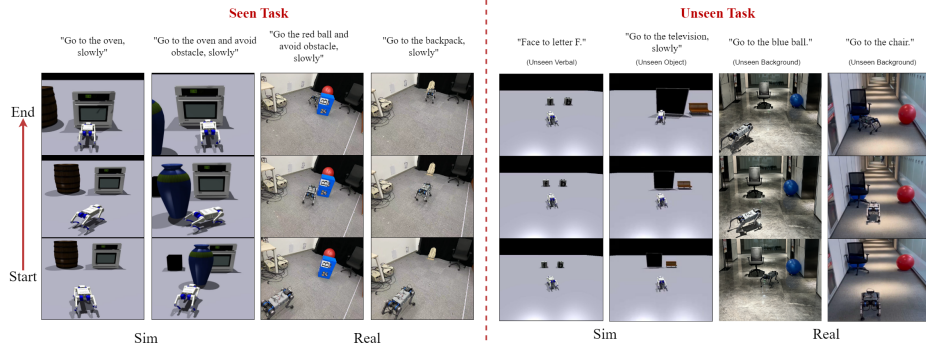 Seen Task
"Go to the oven,
slowly"
"Go to the oven and avoid
obstacle, slowly"
"Go the red ball and
avoid obstacle,
slowly"
"Go to the backpack,
slowly"
End
Start
Sim
Real
Unseen Task
"Face to letter F."
(Unseen Verbal)
"Go to the television,
slowly"
(Unseen Object)
"Go to the blue ball."
(Unseen Background)
"Go to the chair."
(Unseen Background)
Sim
Real